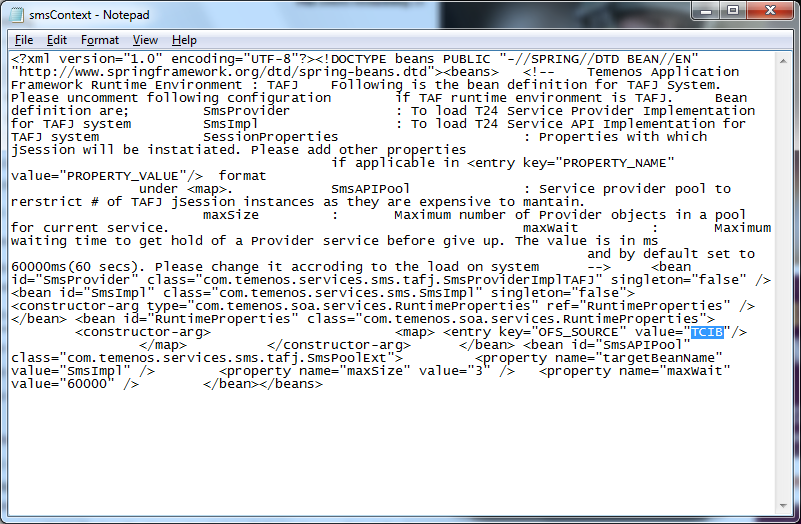 smsContext - Notepad
File Edit Format View Help
<?xml version="1.0" encoding="UTF-8"?><!DOCTYPE beans PUBLIC "-//SPRING//DTD BEAN//EN"
"http://www.springframework.org/dtd/spring-beans.dtd"><beans> <!-- Temenos Application
Framework Runtime Environment : TAFJ Following is the bean definition for TAFJ System.
Please uncomment following configuration if TAF runtime environment is TAFJ. Bean
definition are; SmsProvider : To load T24 Service Provider Implementation
for TAFJ system SmsImpl : To load T24 Service API Implementation for
TAFJ system SessionProperties : Properties with which
jSession will be instatiated. Please add other properties
if applicable in <entry key="PROPERTY_NAME"
value="PROPERTY_VALUE"/> format
under <map>. SmsAPIPool : Service provider pool to
rerstrict # of TAFJ jSession instances as they are expensive to mantain.
maxSize : Maximum number of Provider objects in a pool
for current service. maxWait : Maximum
waiting time to get hold of a Provider service before give up. The value is in ms
and by default set to
60000ms(60 secs). Please change it accroding to the load on system --> <bean
id="SmsProvider" class="com.temenos.services.sms.tafj.SmsProviderImplTAFJ" singleton="false" />
<bean id="SmsImpl" class="com.temenos.services.sms.SmsImpl" singleton="false">
<constructor-arg type="com.temenos.soa.services.RuntimeProperties" ref="RuntimeProperties" />
</bean> <bean id="RuntimeProperties" class="com.temenos.soa.services.RuntimeProperties">
<constructor-arg> <map> <entry key="OFS_SOURCE" value="TCIB"/>
</map> </constructor-arg> </bean> <bean id="SmsAPIPool"
class="com.temenos.services.sms.tafj.SmsPoolExt"> <property name="targetBeanName"
value="SmsImpl" /> <property name="maxSize" value="3" /> <property name="maxWait"
value="60000" /> </bean></beans>